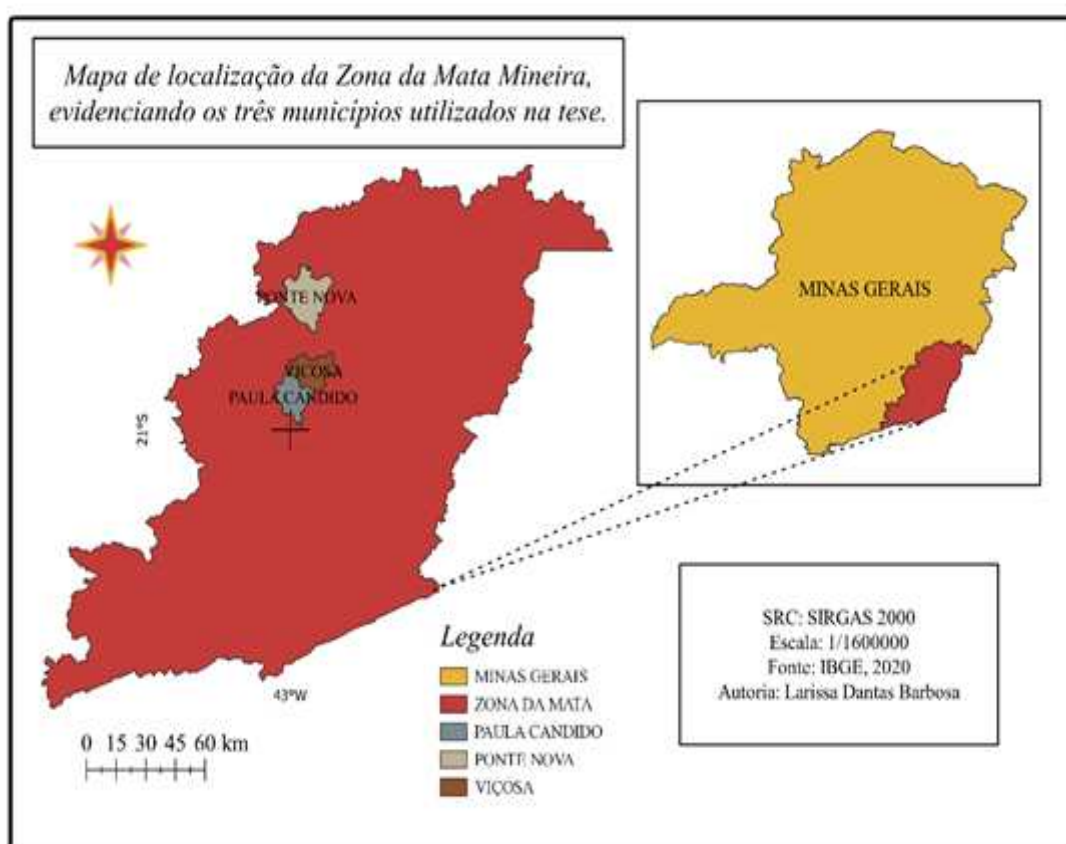 Mapa de localização da Zona da Mata Mineira,
evidenciando os três municípios utilizados na tese.
PONTE NOVA
VIÇOSA
PAULA CANDIDO
21ºS
43ºW
0 15 30 45 60 km
MINAS GERAIS
Legenda
MINAS GERAIS
ZONA DA MATA
PAULA CANDIDO
PONTE NOVA
VIÇOSA
SRC: SIRGAS 2000
Escala: 1/1600000
Fonte: IBGE, 2020
Autoria: Larissa Dantas Barbosa